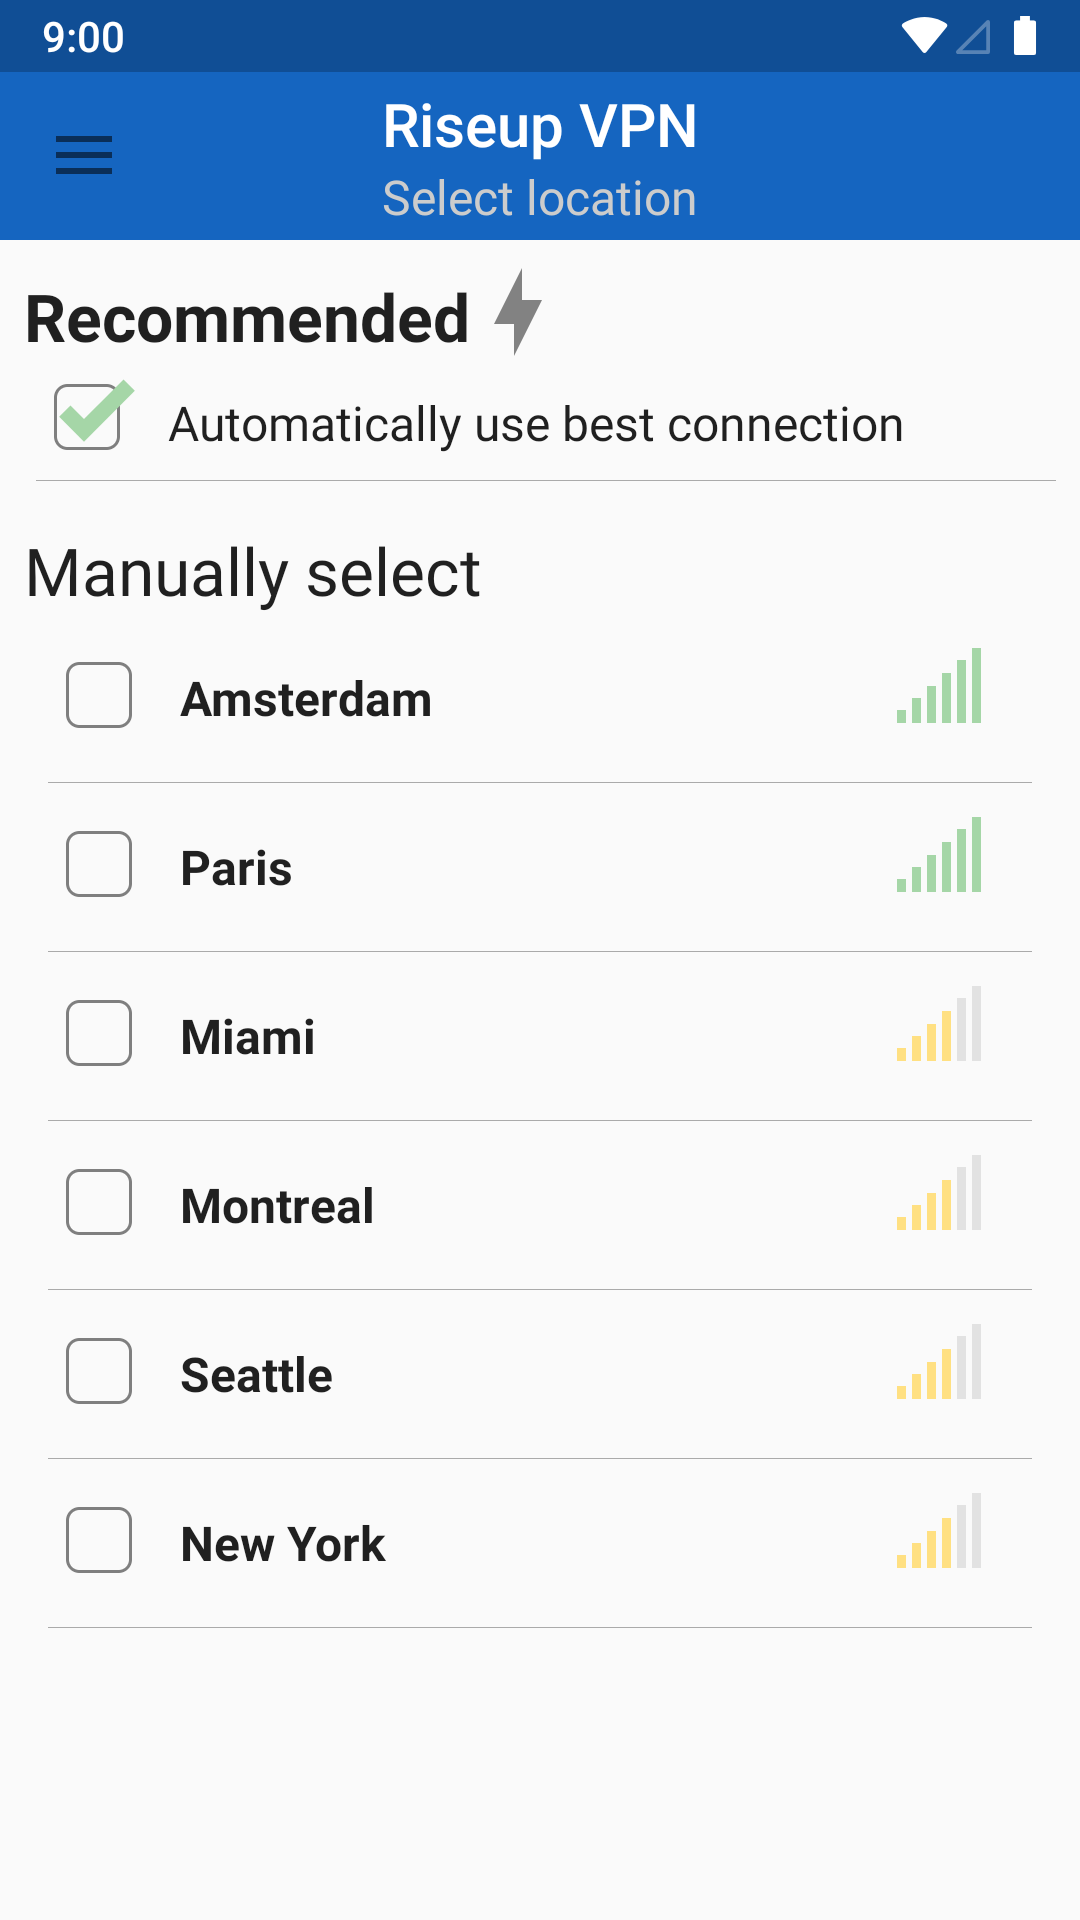 9:00
Riseup VPN
Select location
Recommended
Automatically use best connection
Manually select
Amsterdam
Paris
Miami
Montreal
Seattle
New York